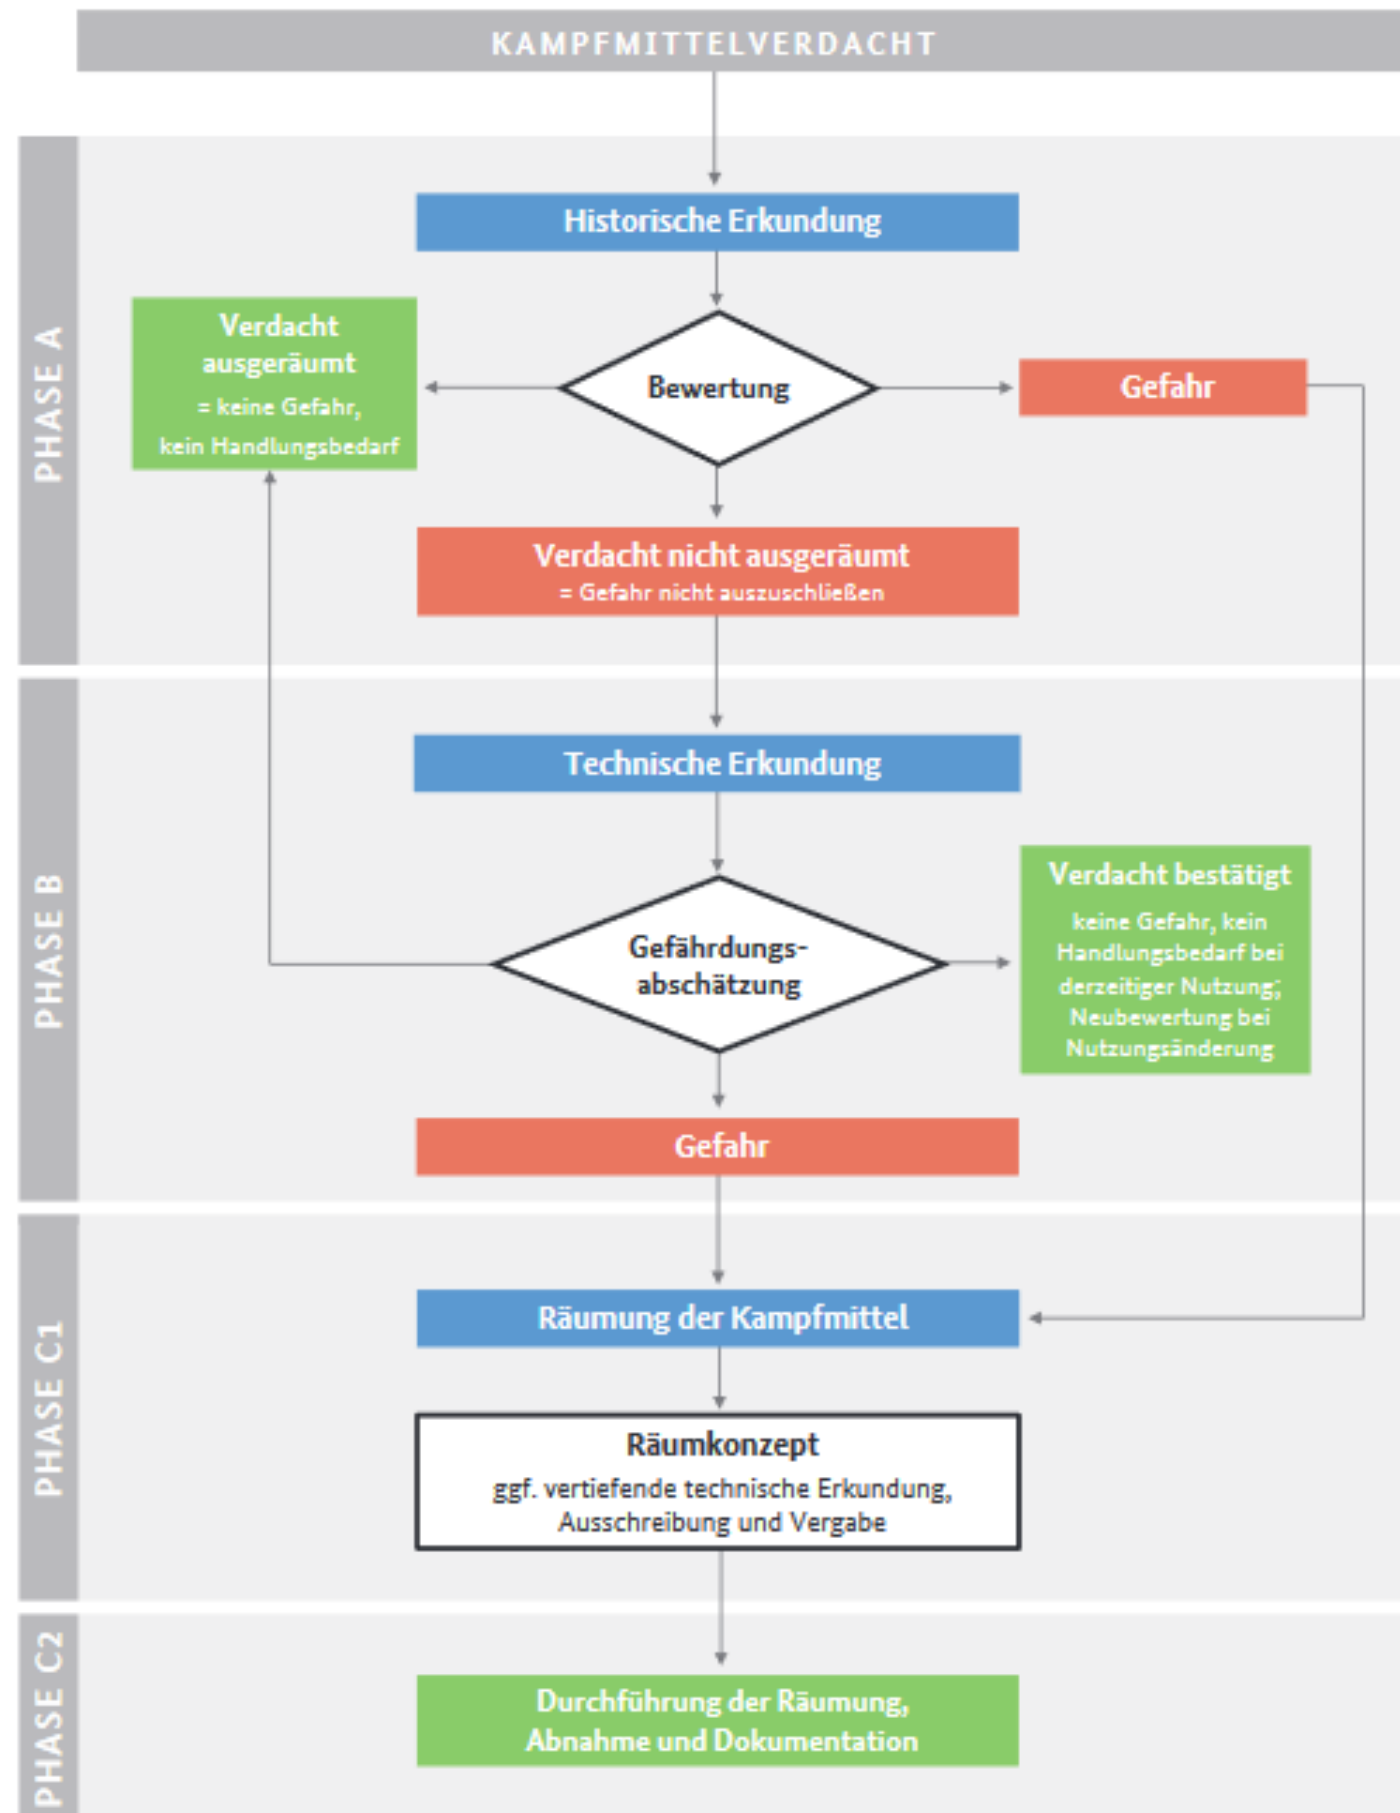 KAMPFMITTELVERDACHT
PHASE A
Historische Erkundung
Verdacht
ausgeräumt
= keine Gefahr,
kein Handlungsbedarf
Bewertung
Gefahr
Verdacht nicht ausgeräumt
= Gefahr nicht auszuschließen
PHASE B
Technische Erkundung
Gefährdungs-
abschätzung
Verdacht bestätigt
keine Gefahr, kein
Handlungsbedarf bei
derzeitiger Nutzung;
Neubewertung bei
Nutzungsänderung
Gefahr
PHASE C1
Räumung der Kampfmittel
Räumkonzept
ggf. vertiefende technische Erkundung,
Ausschreibung und Vergabe
PHASE C2
Durchführung der Räumung,
Abnahme und Dokumentation